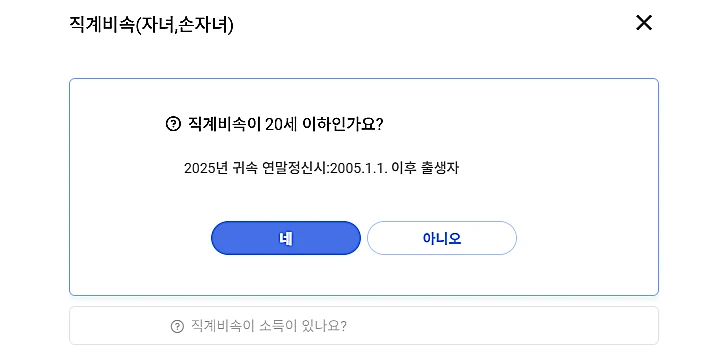 직계비속(자녀,손자녀)
직계비속이 20세 이하인가요?
2025년 귀속 연말정신시:2005.1.1. 이후 출생자
네 아니오
직계비속이 소득이 있나요?